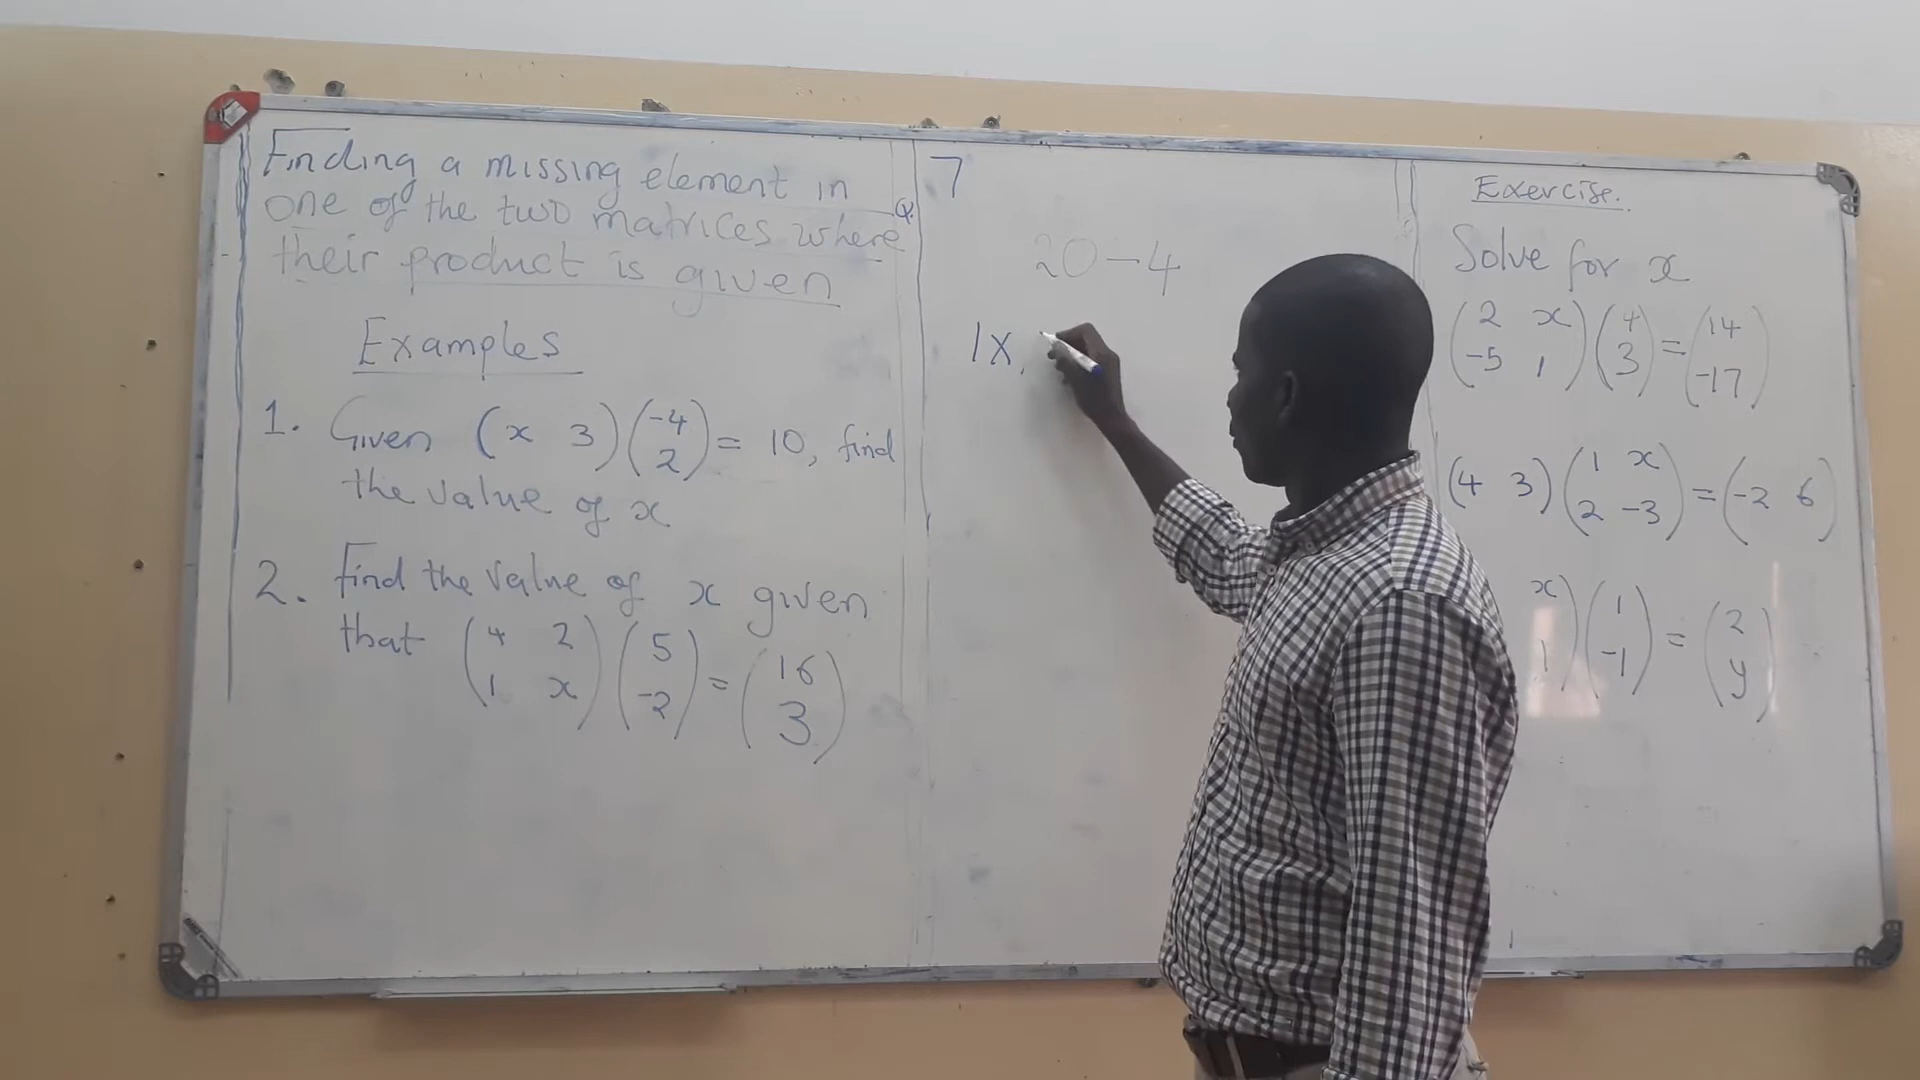 Finding a missing element in
one of the two matrices where
their product is given
Examples
1. Given (x 3)(-4
2) = 10, find
the value of x
2. Find the value of x given
that (4 2
1 x)(5
-2) = (16
3)
Q.
7
20-4
1x
Exercise.
Solve for x
(2 x
-5 1)(4
3) = (14
-17)
(4 3)(1 x
2 -3) = (-2 6)
x
1)(1
-1) = (2
y)